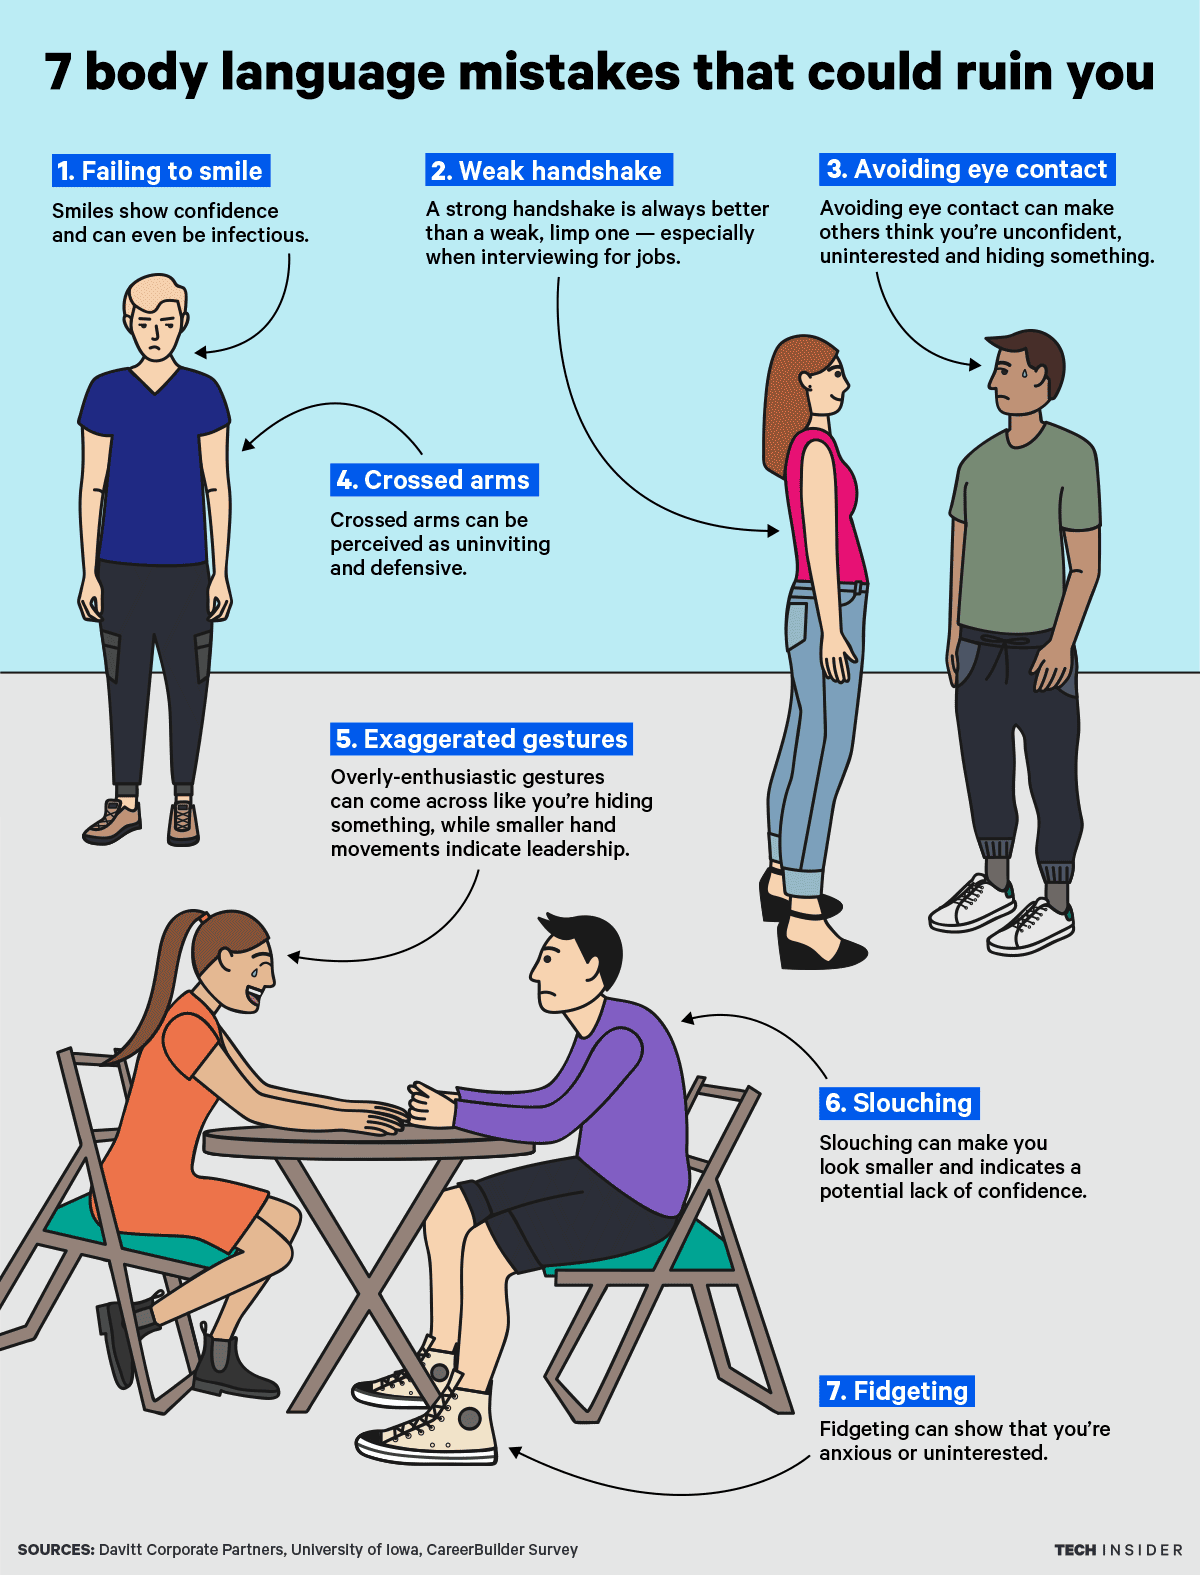 7 body language mistakes that could ruin you
1. Failing to smile
Smiles show confidence
and can even be infectious.
2. Weak handshake
A strong handshake is always better
than a weak, limp one — especially
when interviewing for jobs.
3. Avoiding eye contact
Avoiding eye contact can make
others think you’re unconfident,
uninterested and hiding something.
4. Crossed arms
Crossed arms can be
perceived as uninviting
and defensive.
5. Exaggerated gestures
Overly-enthusiastic gestures
can come across like you’re hiding
something, while smaller hand
movements indicate leadership.
6. Slouching
Slouching can make you
look smaller and indicates a
potential lack of confidence.
7. Fidgeting
Fidgeting can show that you’re
anxious or uninterested.
SOURCES: Davitt Corporate Partners, University of Iowa, CareerBuilder Survey
TECH INSIDER